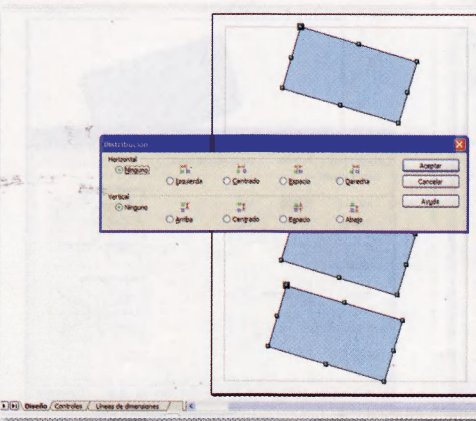 Distribución
Horizontal
Ninguno
Izquierda
Centrado
Espacio
Derecha
Aceptar
Cancelar
Ayuda
Vertical
Ninguno
Arriba
Centrado
Espacio
Abajo
Diseño / Controles / Líneas de dimensiones